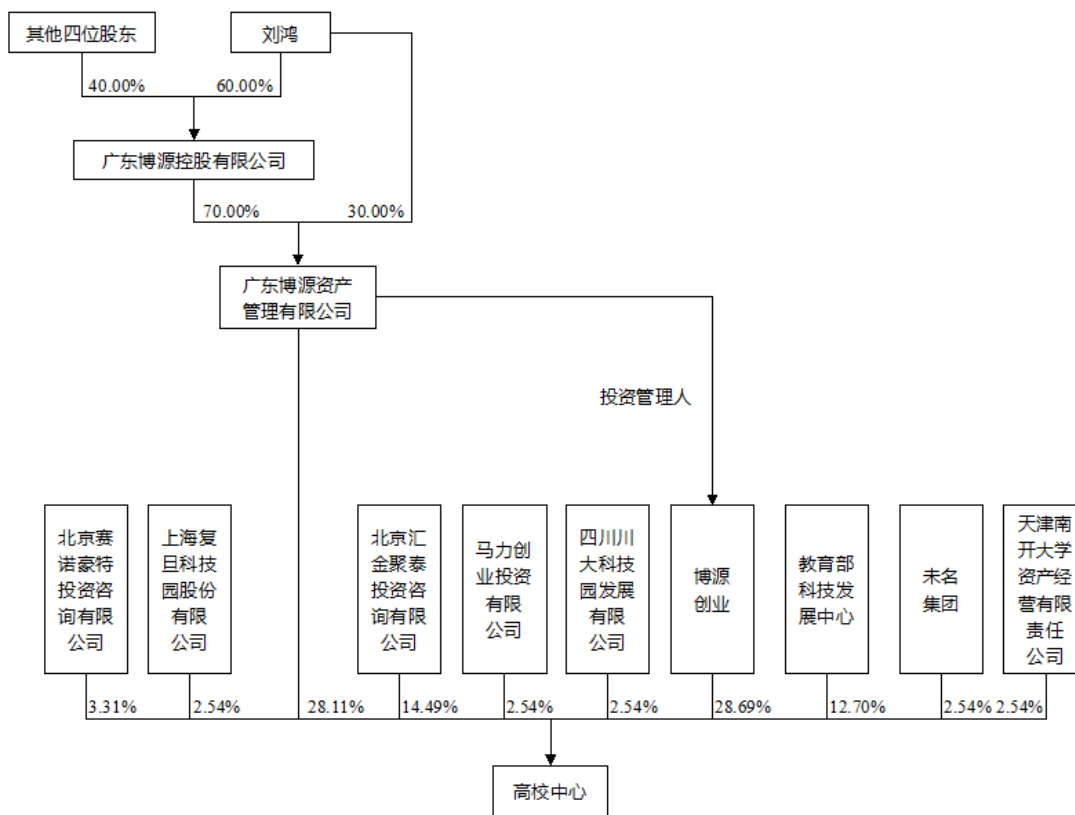 其他四位股东
刘鸿
40.00%
60.00%
广东博源控股有限公司
70.00%
30.00%
广东博源资产
管理有限公司
投资管理人
北京赛
诺豪特
投资咨
询有限
公司
上海复
旦科技
园股份
有限
公司
北京汇
金聚泰
投资咨
询有限
公司
马力创
业投资
有限
公司
四川川
大科技
园发展
有限
公司
博源
创业
教育部
科技发
展中心
未名
集团
天津南
开大学
资产经
营有限
责任
公司
3.31%
2.54%
28.11%
14.49%
2.54%
2.54%
28.69%
12.70%
2.54%
2.54%
高校中心